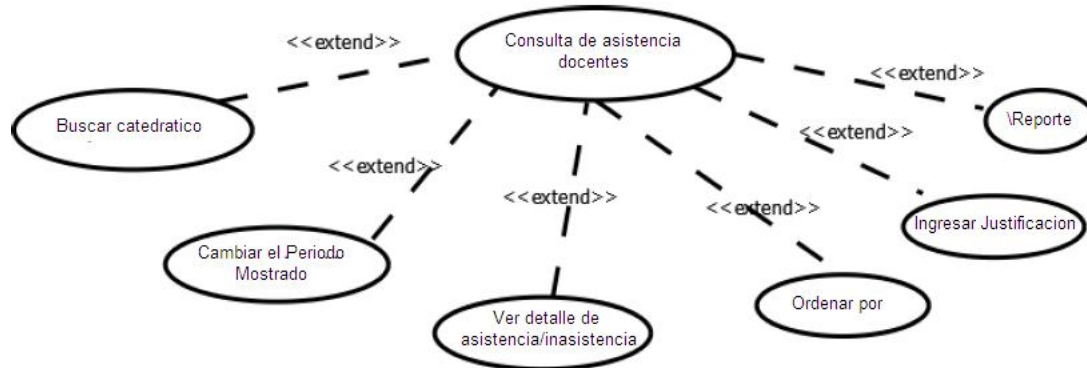 Consulta de asistencia
docentes
<<extend>>
Buscar catedratico
<<extend>>
Cambiar el Periodo
Mostrado
<<extend>>
Ver detalle de
asistencia/inasistencia
<<extend>>
Ordenar por
<<extend>>
Ingresar Justificacion
<<extend>>
\Reporte